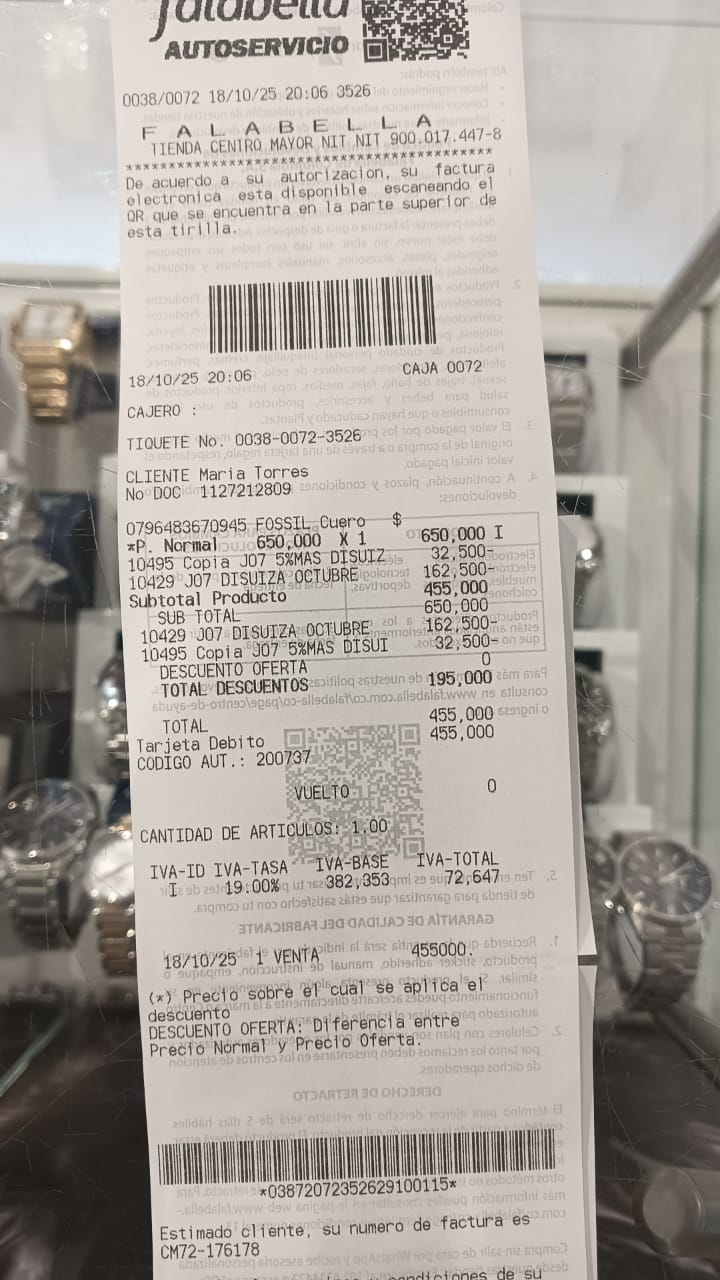 falabella
AUTOSERVICIO
0038/0072 18/10/25 20:06 3526
F A L A B E L L A
TIENDA CENTRO MAYOR NIT NIT 900.017.447-8
******************************************
De acuerdo a su autorizacion, su factura
electronica esta disponible escaneando el
QR que se encuentra en la parte superior de
esta tirilla.
18/10/25 20:06 CAJA 0072
CAJERO :
TIQUETE No. 0038-0072-3526
CLIENTE Maria Torres
No DOC 1127212809
0796483670945 FOSSIL Cuero $
*P. Normal 650,000 X 1 650,000 I
10495 Copia J07 5%MAS DISUIZ 32,500-
10429 J07 DISUIZA OCTUBRE 162,500-
Subtotal Producto 455,000
SUB TOTAL 650,000
10429 J07 DISUIZA OCTUBRE 162,500-
10495 Copia J07 5%MAS DISUI 32,500-
DESCUENTO OFERTA 0
TOTAL DESCUENTOS 195,000
TOTAL 455,000
Tarjeta Debito 455,000
CODIGO AUT.: 200737
VUELTO 0
CANTIDAD DE ARTICULOS: 1.00
IVA-ID IVA-TASA IVA-BASE IVA-TOTAL
I 19.00% 382,353 72,647
18/10/25 1 VENTA 455000
(*) Precio sobre el cual se aplica el
descuento
DESCUENTO OFERTA: Diferencia entre
Precio Normal y Precio Oferta.
*03872072352629100115*
Estimado cliente, su numero de factura es
CM72-176178
condiciones de su